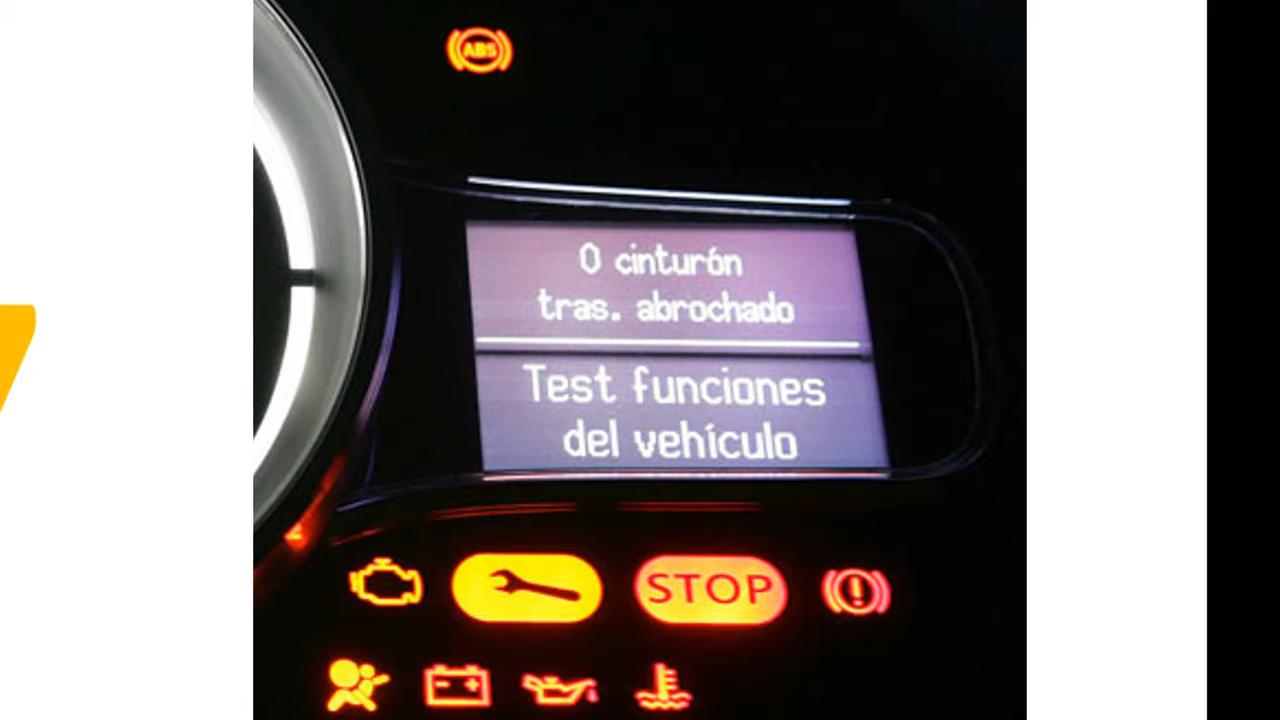 ABS
0 cinturón
tras. abrochado
Test funciones
del vehículo
STOP